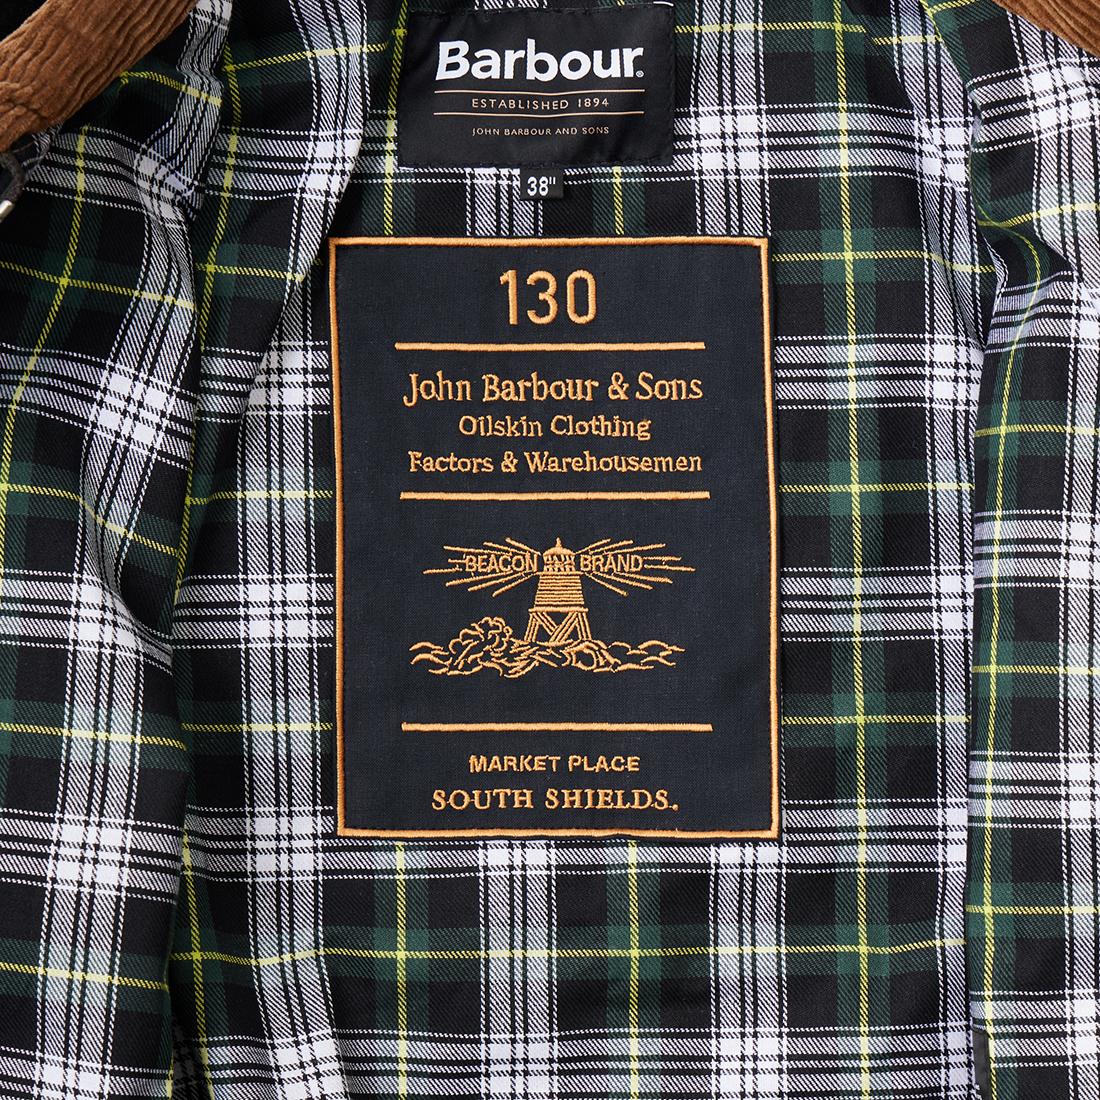 Barbour®
ESTABLISHED 1894
JOHN BARBOUR AND SONS
38"
130
John Barbour & Sons
Oilskin Clothing
Factors & Warehousemen
BEACON BRAND
MARKET PLACE
SOUTH SHIELDS.